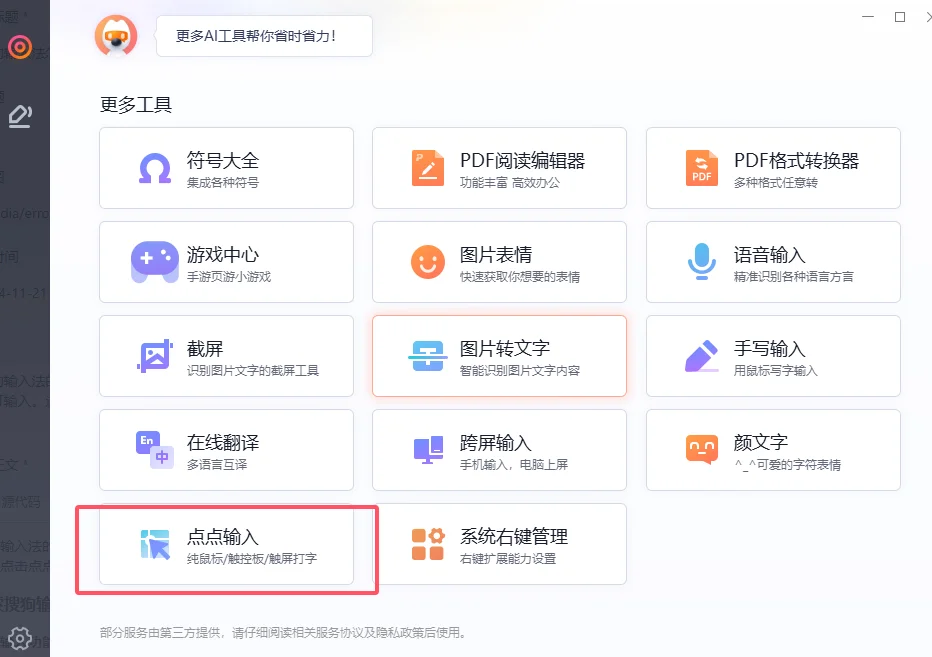 更多AI工具帮你省时省力！
更多工具
符号大全
集成各种符号
PDF阅读编辑器
功能丰富 高效办公
PDF格式转换器
多种格式任意转
游戏中心
手游页游小游戏
图片表情
快速获取你想要的表情
语音输入
精准识别各种语言方言
截屏
识别图片文字的截屏工具
图片转文字
智能识别图片文字内容
手写输入
用鼠标写字输入
En
中
在线翻译
多语言互译
跨屏输入
手机输入，电脑上屏
颜文字
^_^可爱的字符表情
点点输入
纯鼠标/触控板/触屏打字
系统右键管理
右键扩展能力设置
部分服务由第三方提供，请仔细阅读相关服务协议及隐私政策后使用。
P
PDF
dia/erro
4-11-21
源代码